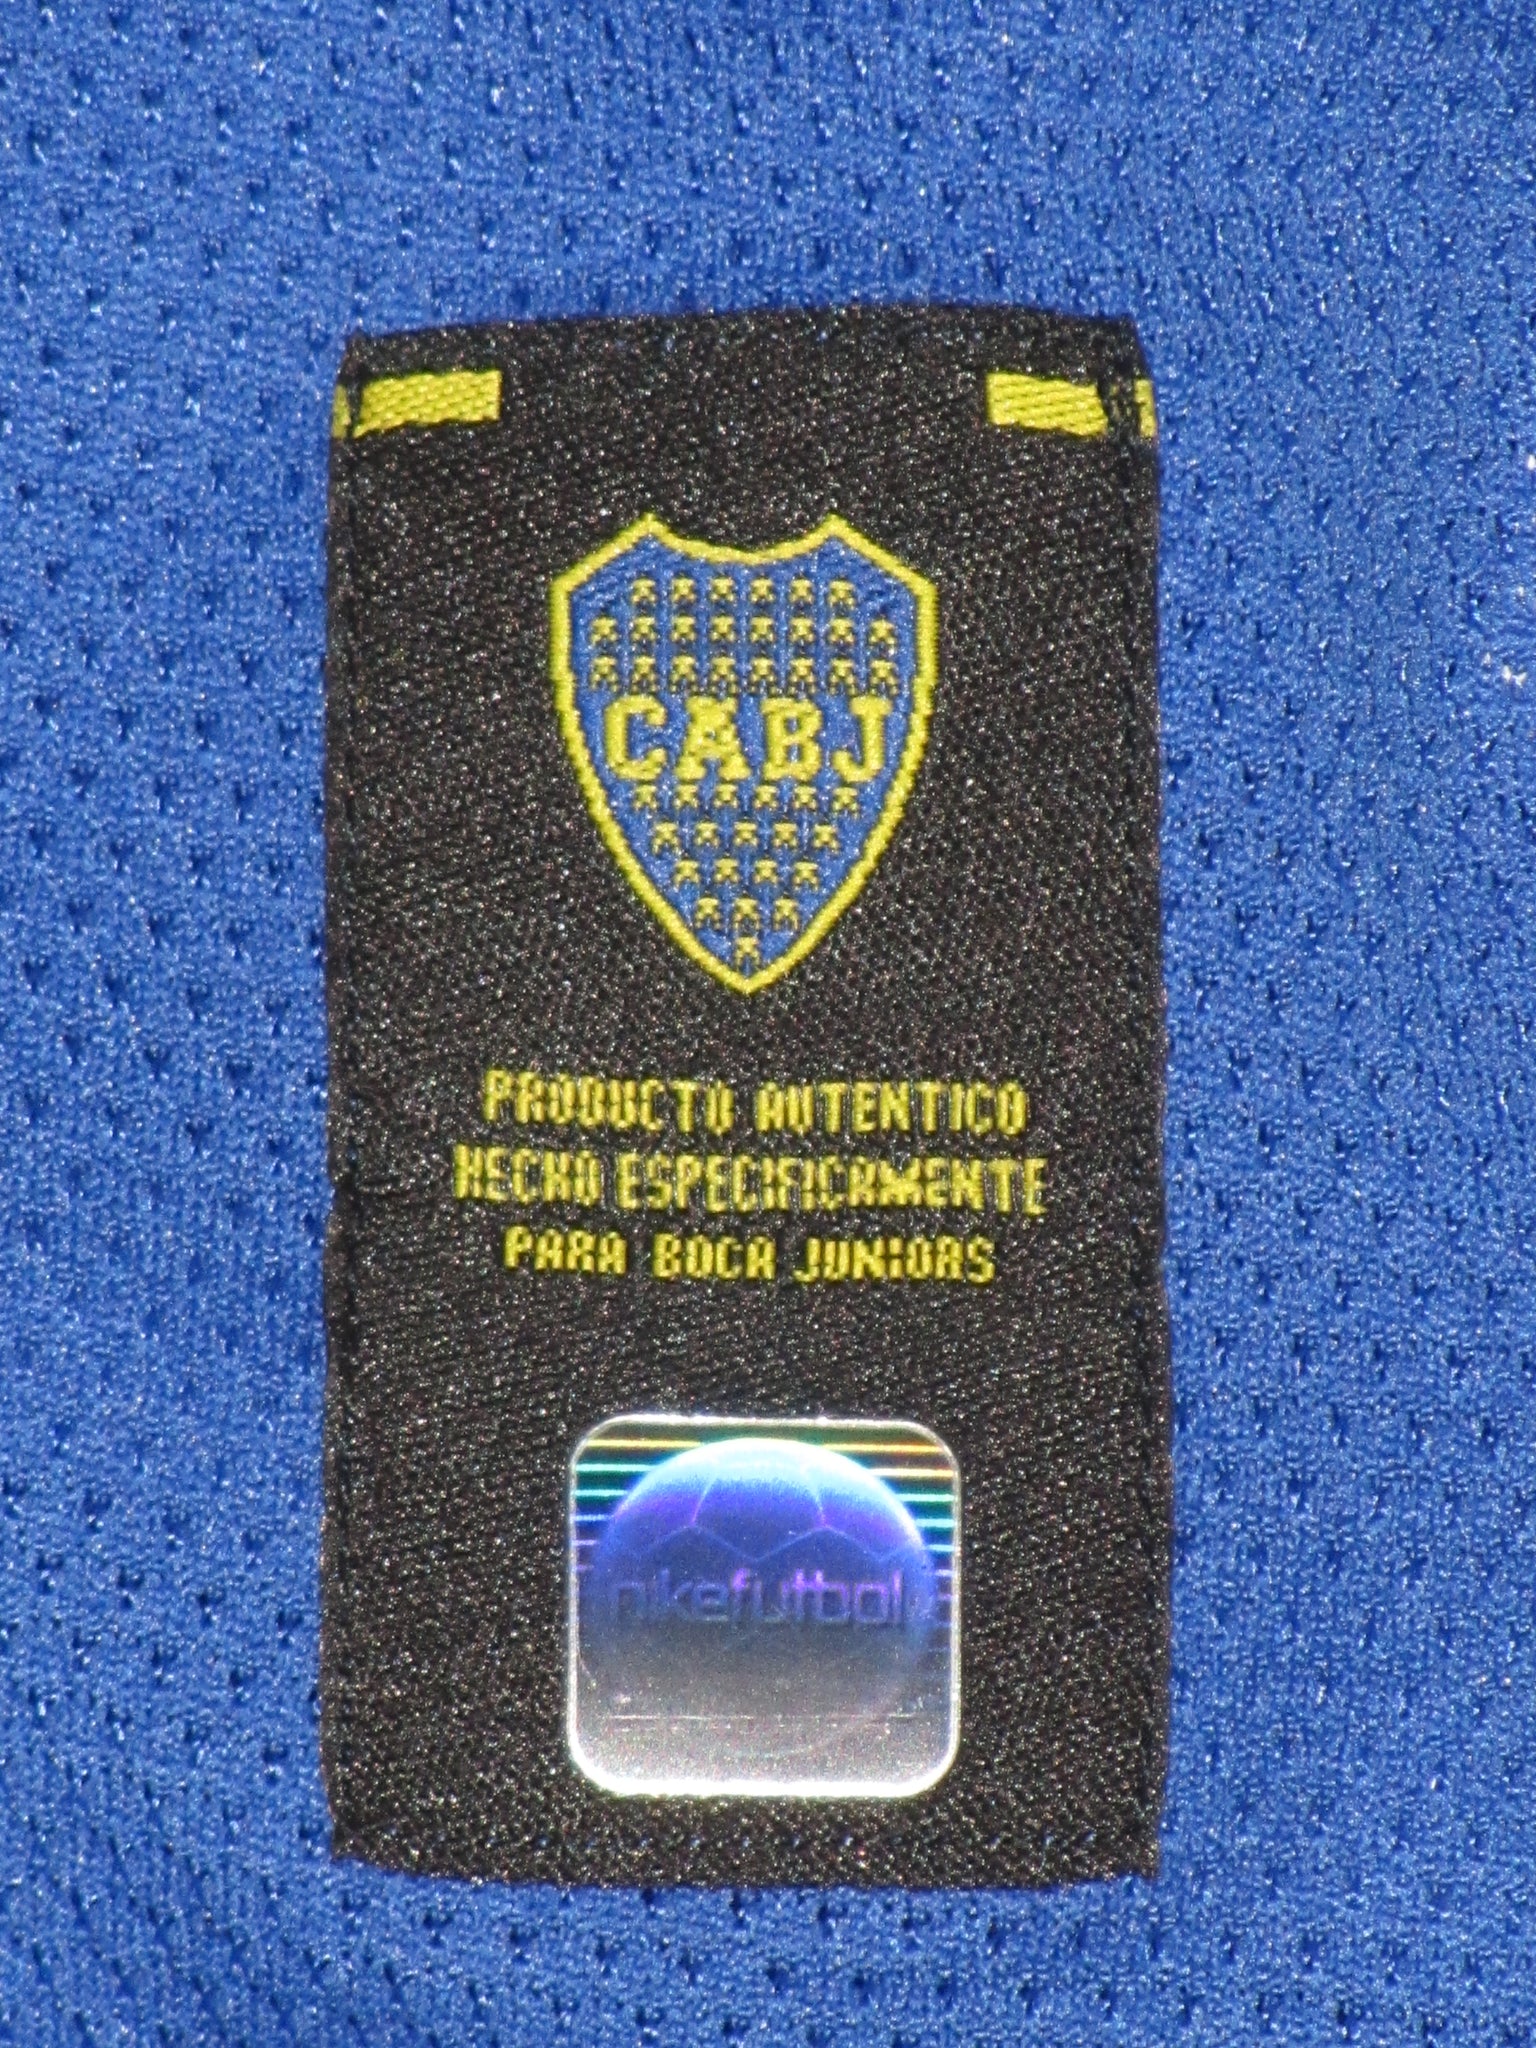 CABJ
PRODUCTO AUTENTICO
HECHO ESPECIFICAMENTE
PARA BOCA JUNIORS
nikefutbol